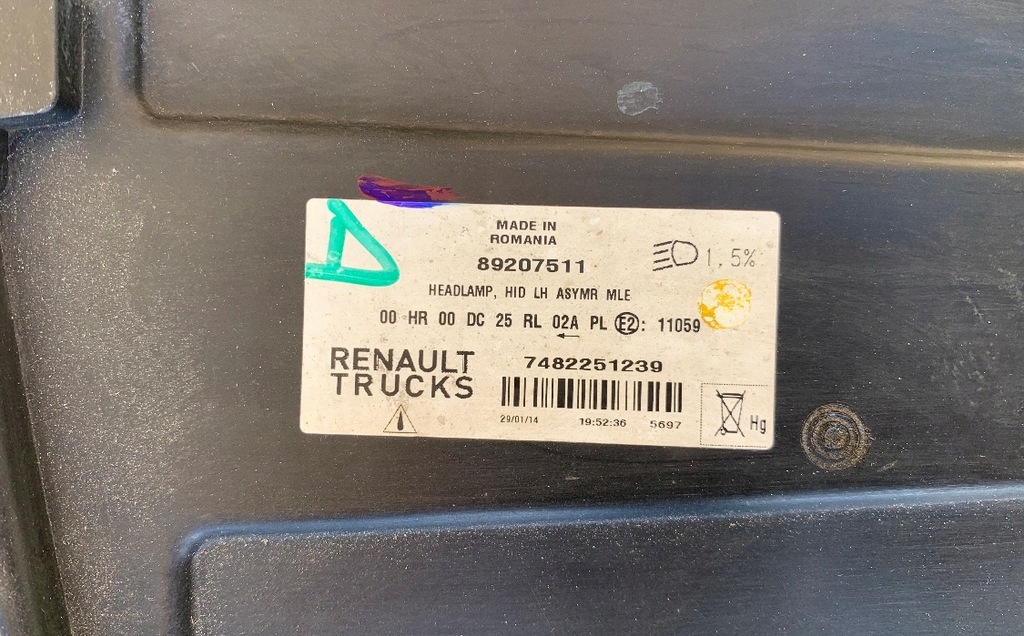 MADE IN
ROMANIA
89207511
1.5%
HEADLAMP, HID LH ASYMR MLE
00 HR 00 DC 25 RL 02A PL E2: 11059
RENAULT
TRUCKS
7482251239
29/01/14 19:52:36 5697
Hg